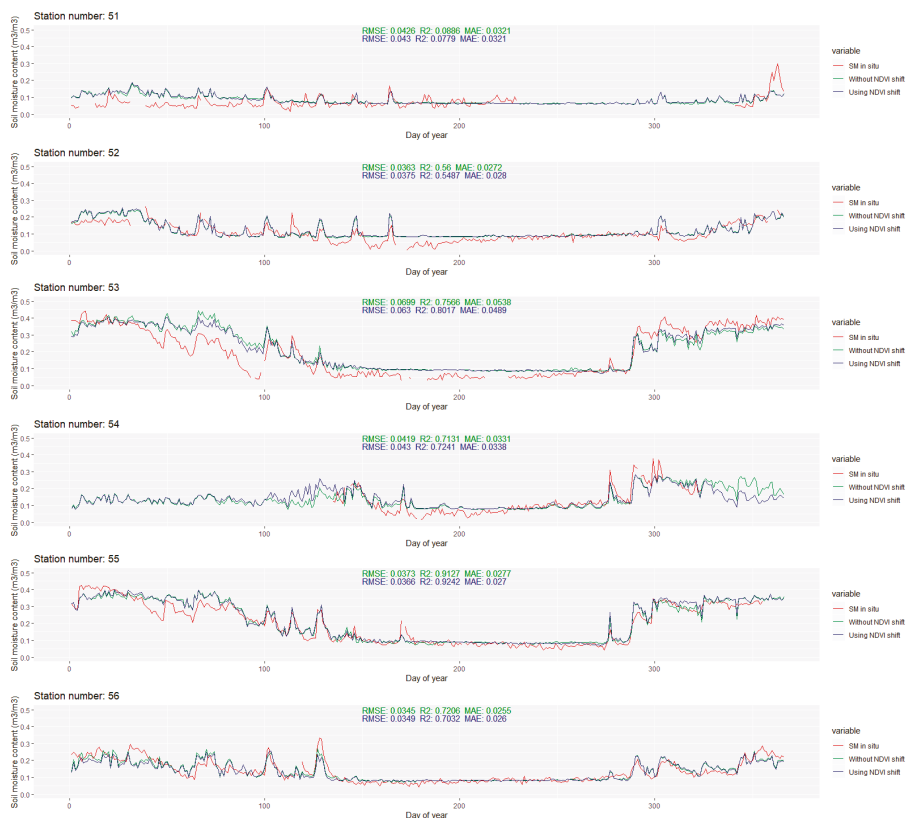 Station number: 51
RMSE: 0.0426 R2: 0.0886 MAE: 0.0321
RMSE: 0.043 R2: 0.0779 MAE: 0.0321
Soil moisture content (m3/m3)
0.5
0.4
0.3
0.2
0.1
0.0
0 100 200 300
Day of year
variable
SM in situ
Without NDVI shift
Using NDVI shift
Station number: 52
RMSE: 0.0363 R2: 0.56 MAE: 0.0272
RMSE: 0.0375 R2: 0.5487 MAE: 0.028
Soil moisture content (m3/m3)
0.5
0.4
0.3
0.2
0.1
0.0
0 100 200 300
Day of year
variable
SM in situ
Without NDVI shift
Using NDVI shift
Station number: 53
RMSE: 0.0699 R2: 0.7566 MAE: 0.0538
RMSE: 0.063 R2: 0.8017 MAE: 0.0489
Soil moisture content (m3/m3)
0.5
0.4
0.3
0.2
0.1
0.0
0 100 200 300
Day of year
variable
SM in situ
Without NDVI shift
Using NDVI shift
Station number: 54
RMSE: 0.0419 R2: 0.7131 MAE: 0.0331
RMSE: 0.043 R2: 0.7241 MAE: 0.0338
Soil moisture content (m3/m3)
0.5
0.4
0.3
0.2
0.1
0.0
0 100 200 300
Day of year
variable
SM in situ
Without NDVI shift
Using NDVI shift
Station number: 55
RMSE: 0.0373 R2: 0.9127 MAE: 0.0277
RMSE: 0.0366 R2: 0.9242 MAE: 0.027
Soil moisture content (m3/m3)
0.5
0.4
0.3
0.2
0.1
0.0
0 100 200 300
Day of year
variable
SM in situ
Without NDVI shift
Using NDVI shift
Station number: 56
RMSE: 0.0345 R2: 0.7206 MAE: 0.0255
RMSE: 0.0349 R2: 0.7032 MAE: 0.026
Soil moisture content (m3/m3)
0.5
0.4
0.3
0.2
0.1
0.0
0 100 200 300
Day of year
variable
SM in situ
Without NDVI shift
Using NDVI shift